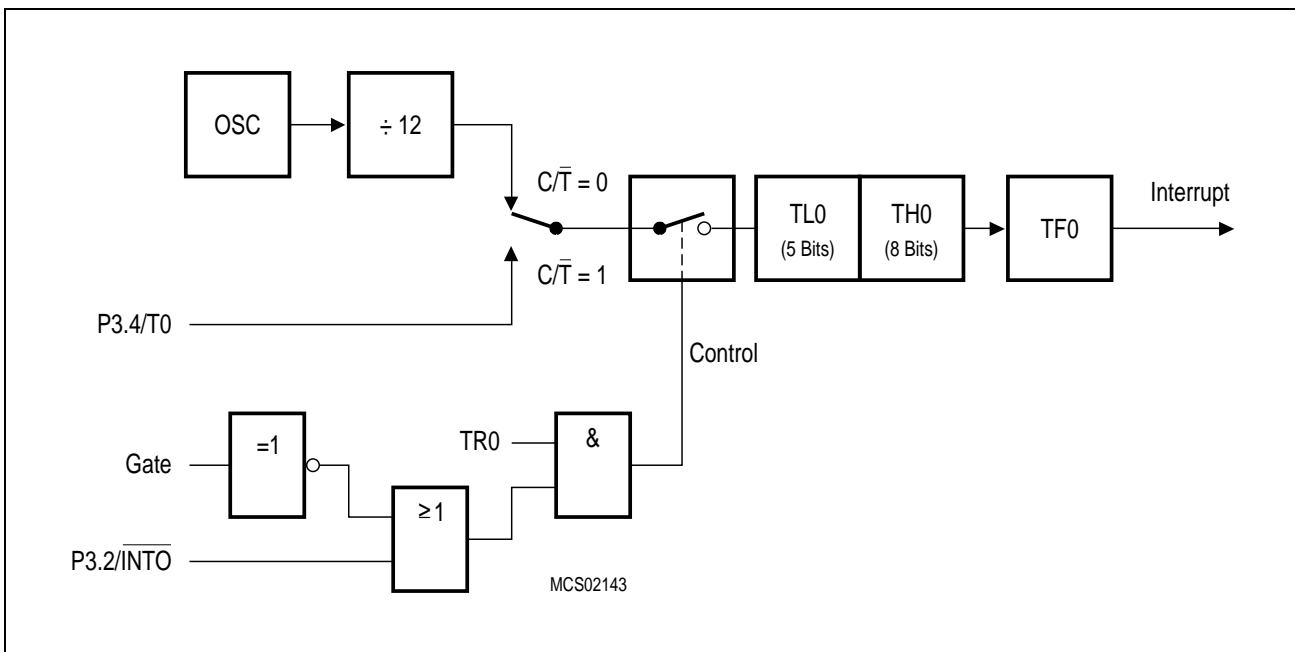 OSC
÷ 12
C/T̅ = 0
C/T̅ = 1
P3.4/T0
TL0
(5 Bits)
TH0
(8 Bits)
TF0
Interrupt
Control
Gate
=1
P3.2/I̅N̅T̅O̅
≥ 1
TR0
&
MCS02143